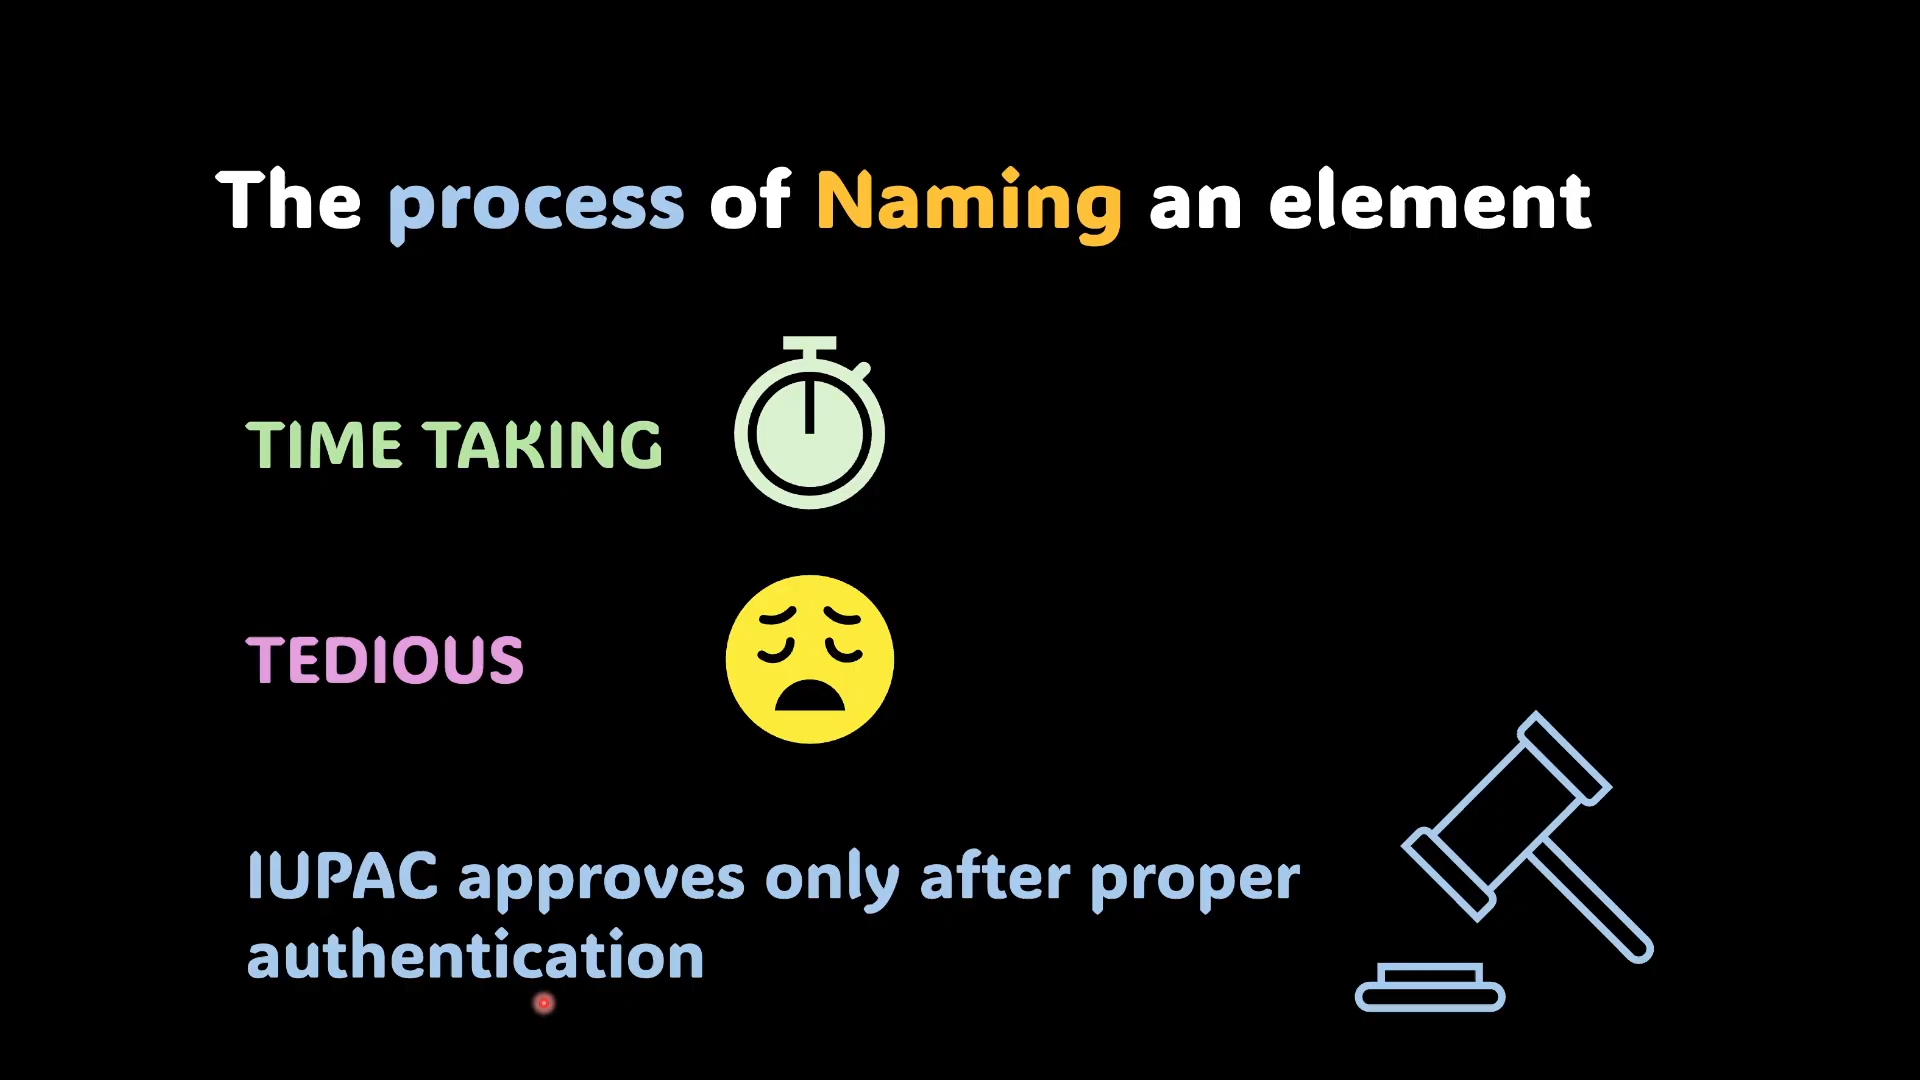 The process of Naming an element
TIME TAKING
TEDIOUS
IUPAC approves only after proper
authentication